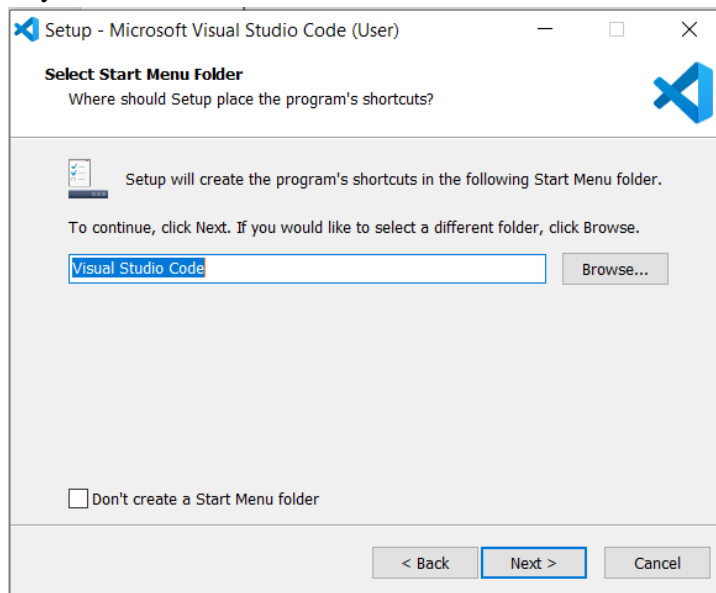 Setup - Microsoft Visual Studio Code (User)
Select Start Menu Folder
Where should Setup place the program's shortcuts?
Setup will create the program's shortcuts in the following Start Menu folder.
To continue, click Next. If you would like to select a different folder, click Browse.
Visual Studio Code
Browse...
Don't create a Start Menu folder
< Back Next > Cancel